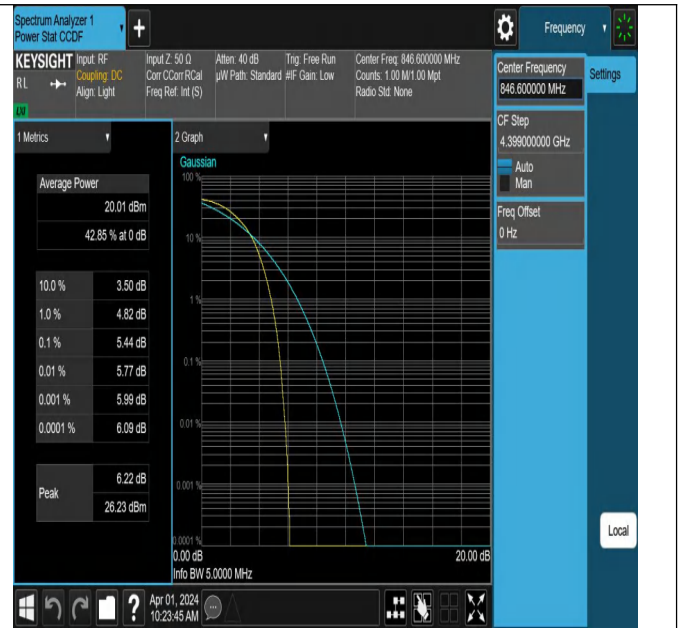 Spectrum Analyzer 1
Power Stat CCDF
Frequency
KEYSIGHT
RL
LXI
Input: RF
Coupling: DC
Align: Light
Input Z: 50 Ω
Corr CCorr RCal
Freq Ref: Int (S)
Atten: 40 dB
µW Path: Standard
Trig: Free Run
#IF Gain: Low
Center Freq: 846.600000 MHz
Counts: 1.00 M/1.00 Mpt
Radio Std: None
Center Frequency
846.600000 MHz
Settings
CF Step
4.399000000 GHz
Auto
Man
Freq Offset
0 Hz
Local
1 Metrics
Average Power
20.01 dBm
42.85 % at 0 dB
10.0 % 3.50 dB
1.0 % 4.82 dB
0.1 % 5.44 dB
0.01 % 5.77 dB
0.001 % 5.99 dB
0.0001 % 6.09 dB
Peak
6.22 dB
26.23 dBm
2 Graph
Gaussian
100 %
10 %
1 %
0.1 %
0.01 %
0.001 %
0.0001 %
0.00 dB 20.00 dB
Info BW 5.0000 MHz
?
Apr 01, 2024
10:23:45 AM